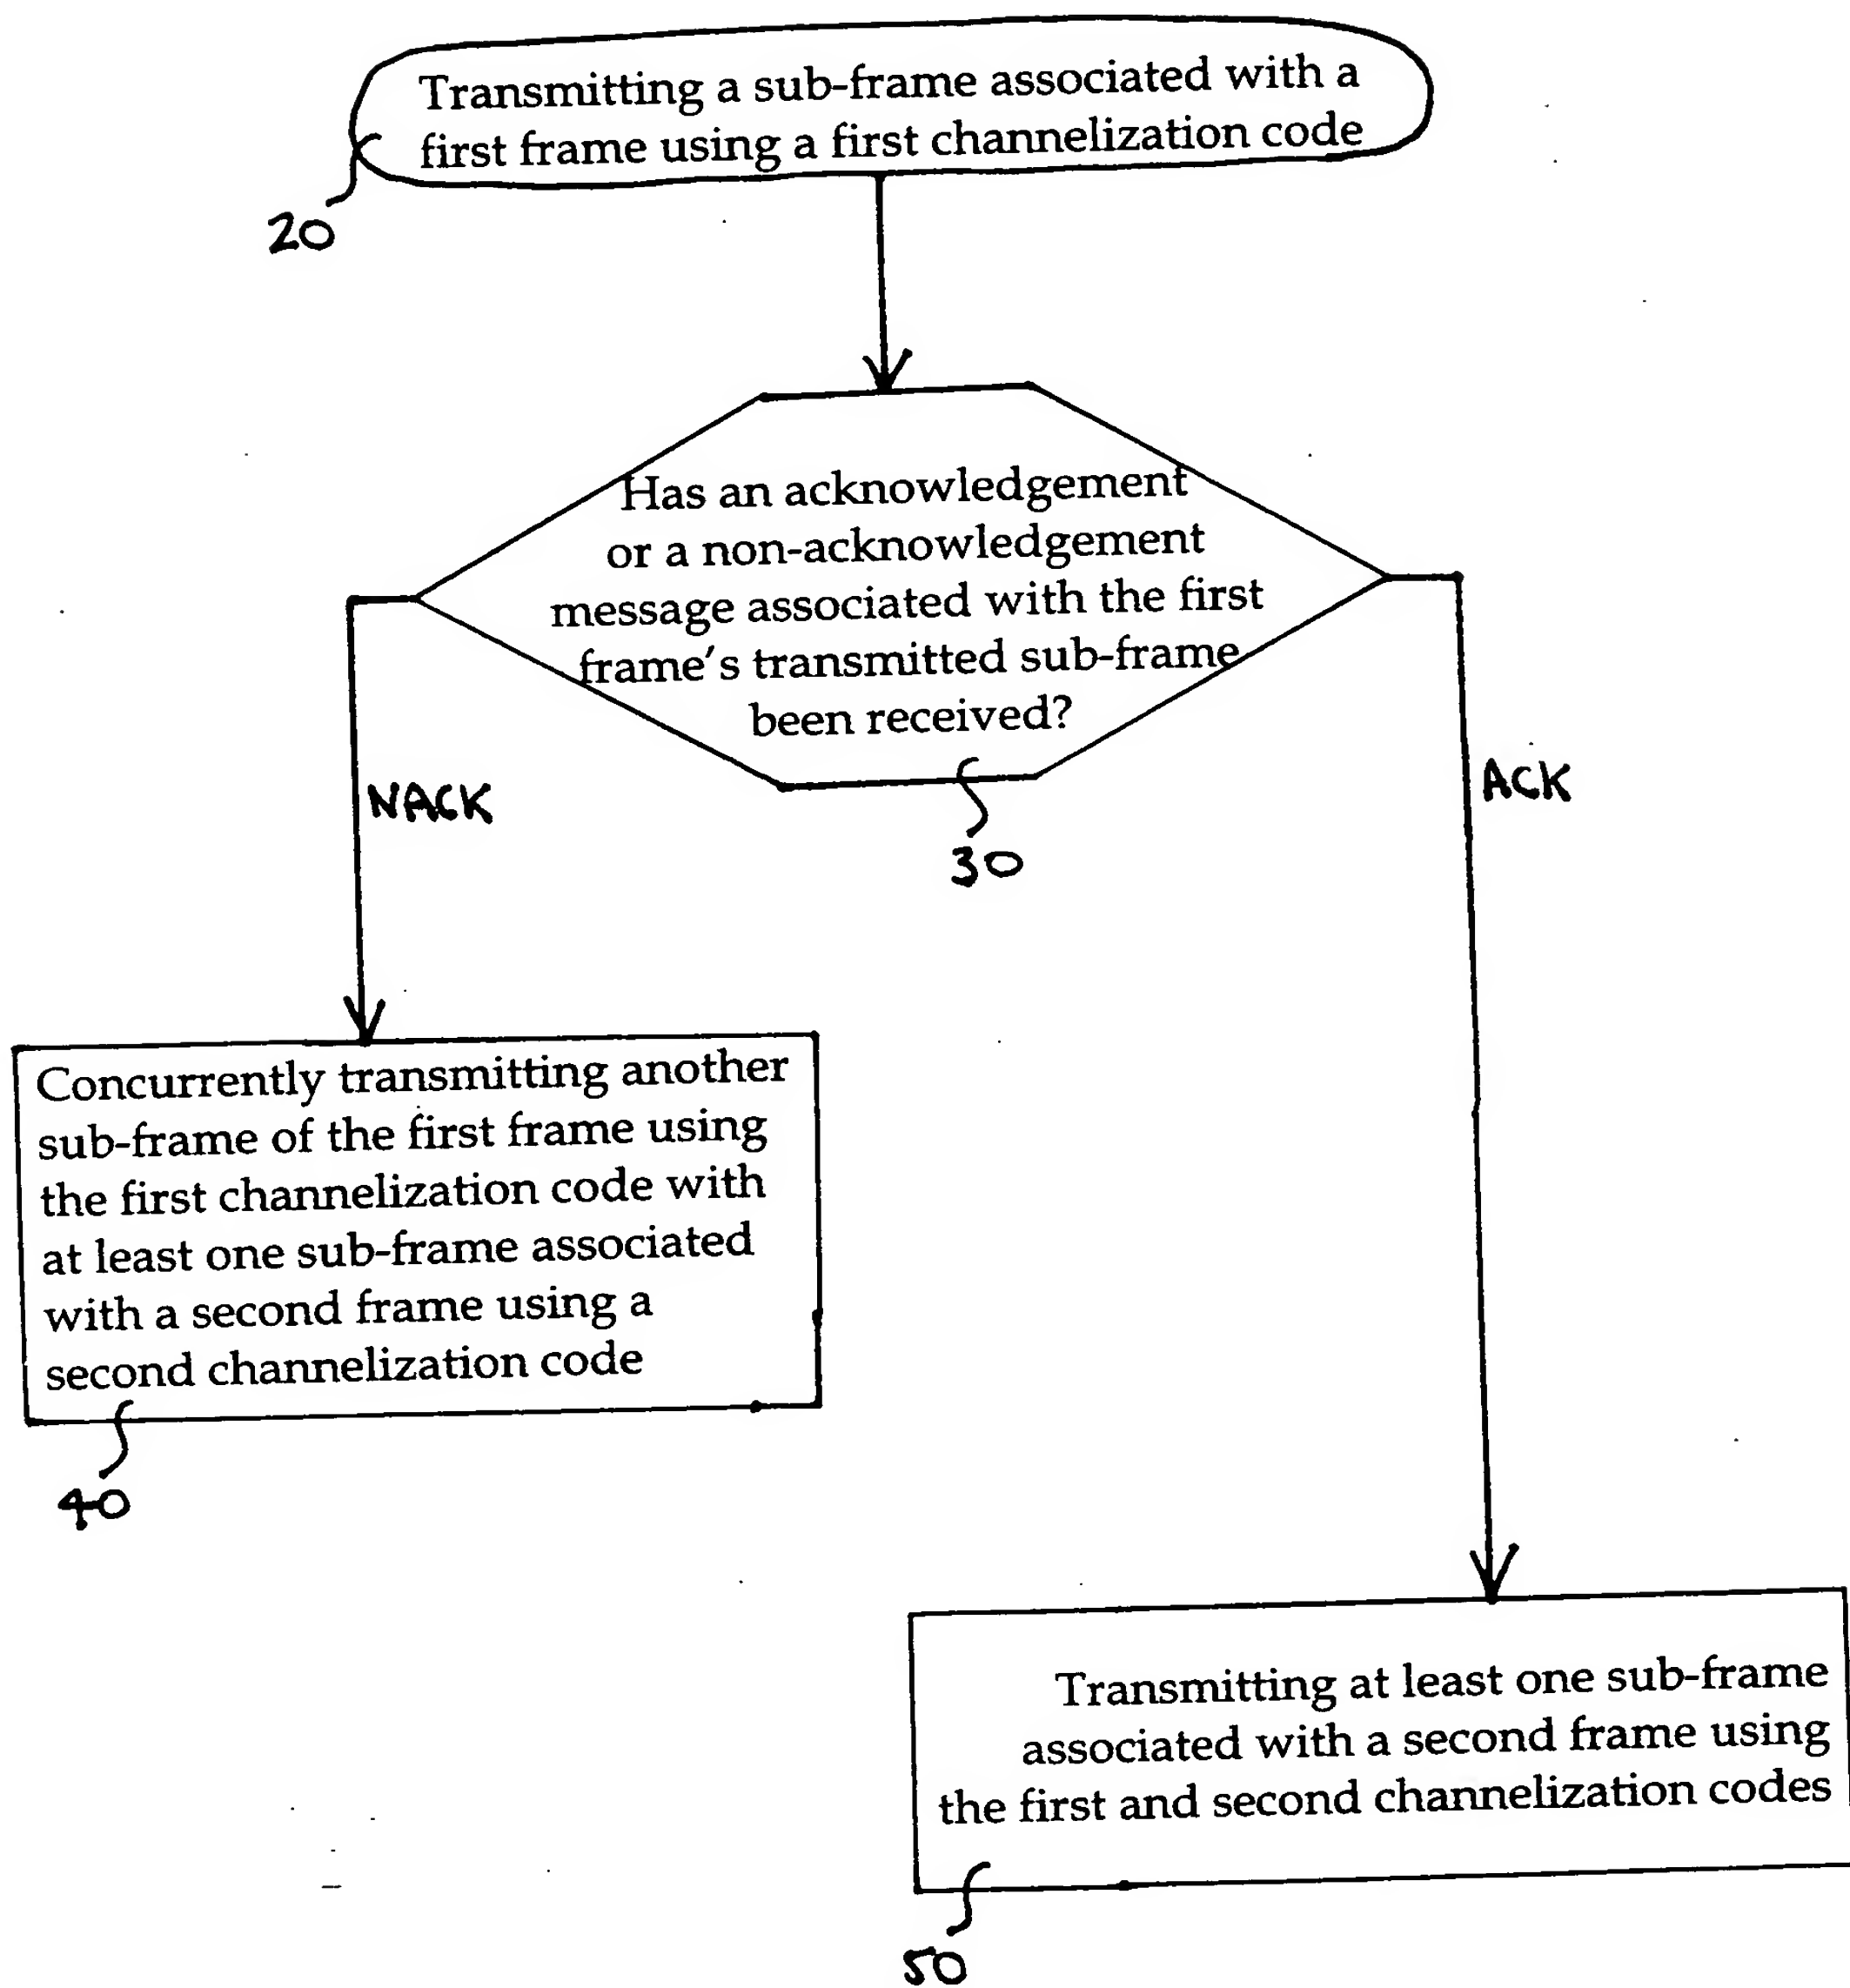 Transmitting a sub-frame associated with a
first frame using a first channelization code
20
Has an acknowledgement
or a non-acknowledgement
message associated with the first
frame's transmitted sub-frame
been received?
NACK
ACK
30
Concurrently transmitting another
sub-frame of the first frame using
the first channelization code with
at least one sub-frame associated
with a second frame using a
second channelization code
40
Transmitting at least one sub-frame
associated with a second frame using
the first and second channelization codes
50